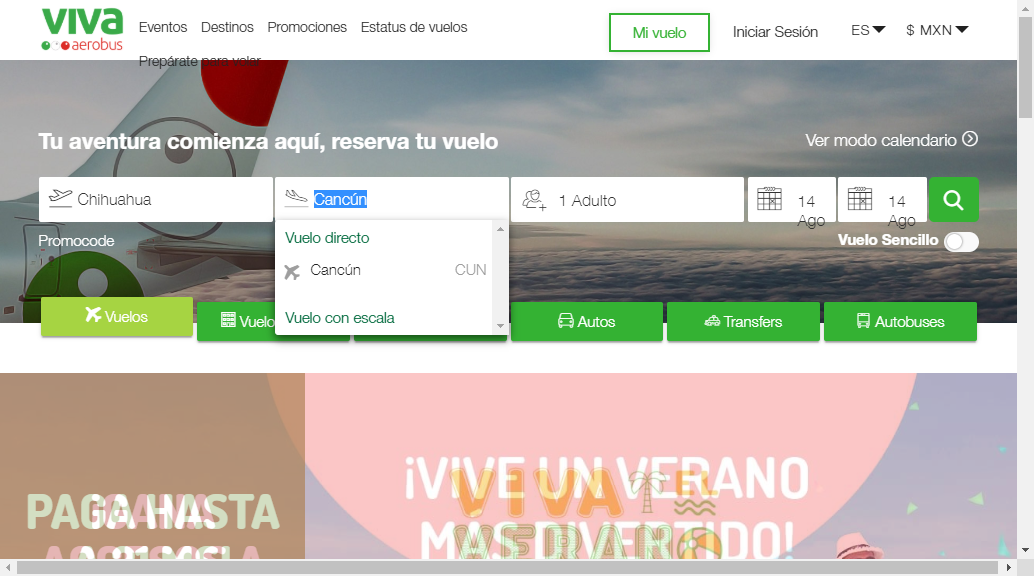 viva
aerobus
Eventos Destinos Promociones Estatus de vuelos
Prepárate para volar
Mi vuelo
Iniciar Sesión
ES
$ MXN
Tu aventura comienza aquí, reserva tu vuelo
Ver modo calendario
Chihuahua
Cancún
1 Adulto
14
Ago
14
Ago
Promocode
Vuelo Sencillo
Vuelo directo
Cancún CUN
Vuelo con escala
Vuelos
Vuelo
Autos
Transfers
Autobuses
PAGA HASTA
¡VIVE UN VERANO
MÁS DIVERTIDO!
VIVA
EL
VERANO